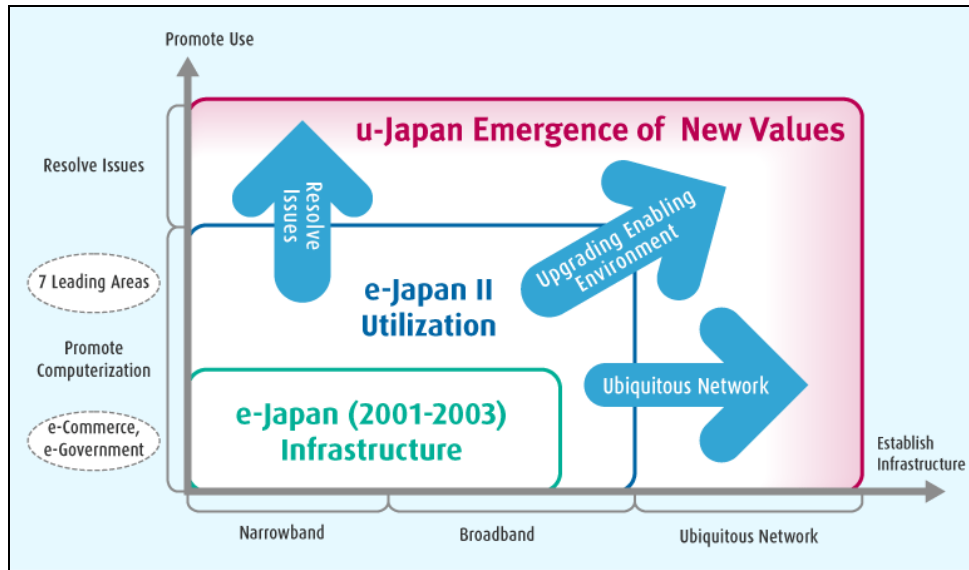 Promote Use
u-Japan Emergence of New Values
Resolve Issues
Resolve
Issues
Upgrading Enabling
Environment
7 Leading Areas
e-Japan II
Utilization
Promote
Computerization
Ubiquitous Network
e-Japan (2001-2003)
Infrastructure
e-Commerce,
e-Government
Establish
Infrastructure
Narrowband
Broadband
Ubiquitous Network